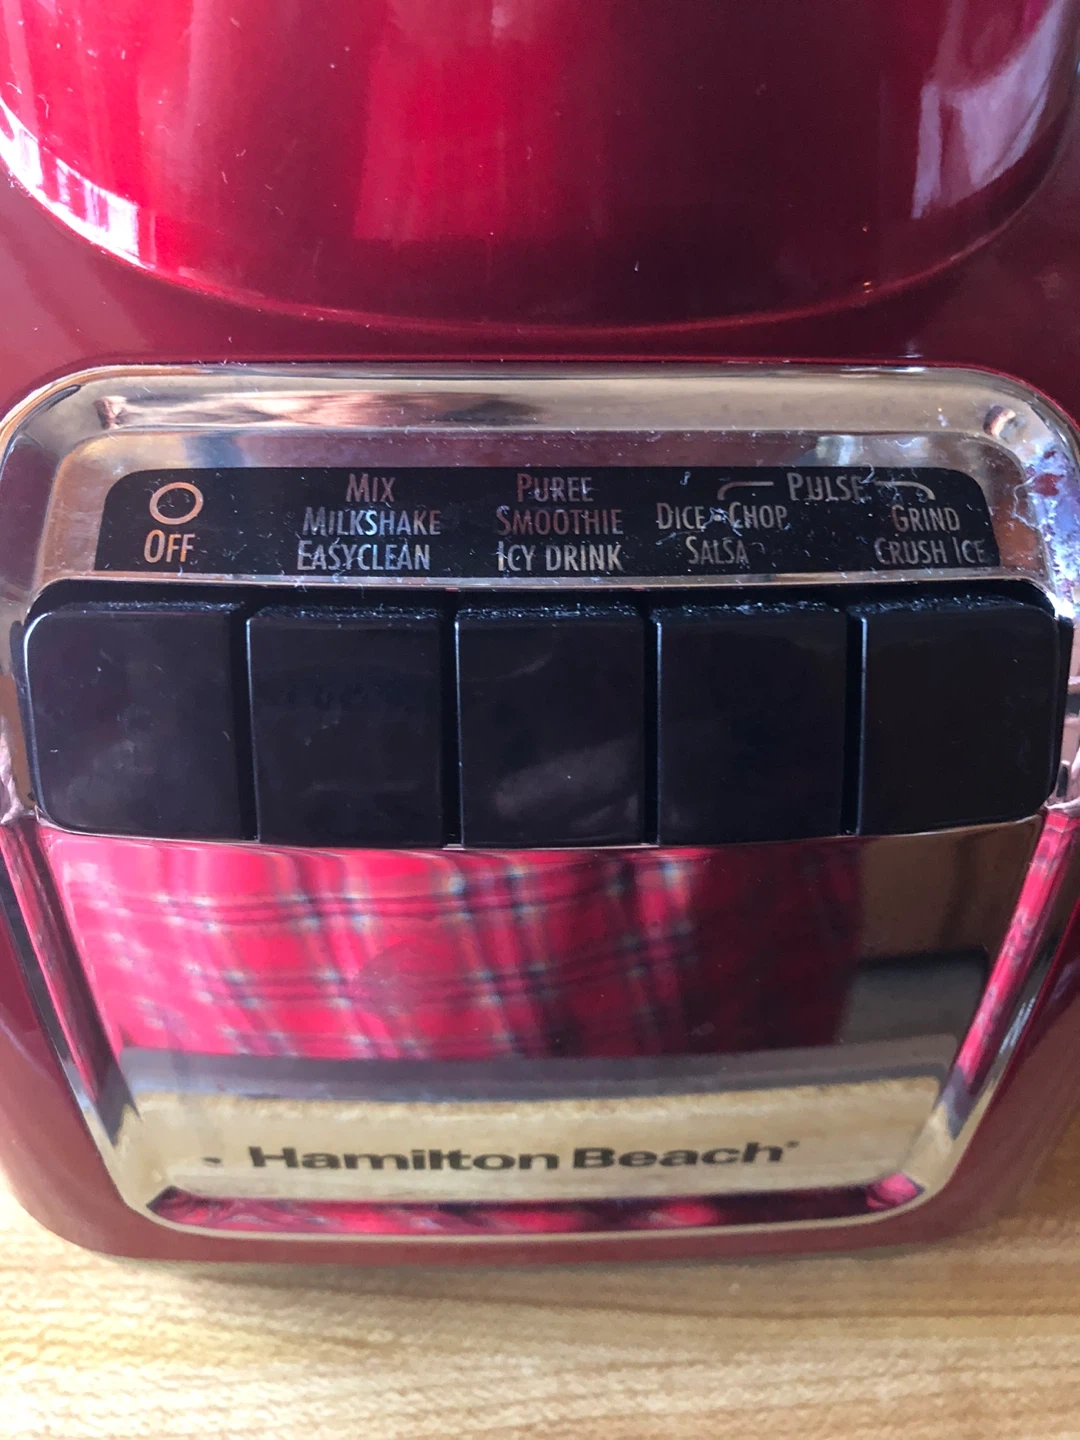 OFF
MIX
MILKSHAKE
EASYCLEAN
PUREE
SMOOTHIE
ICY DRINK
PULSE
DICE-CHOP
SALSA
GRIND
CRUSH ICE
Hamilton Beach